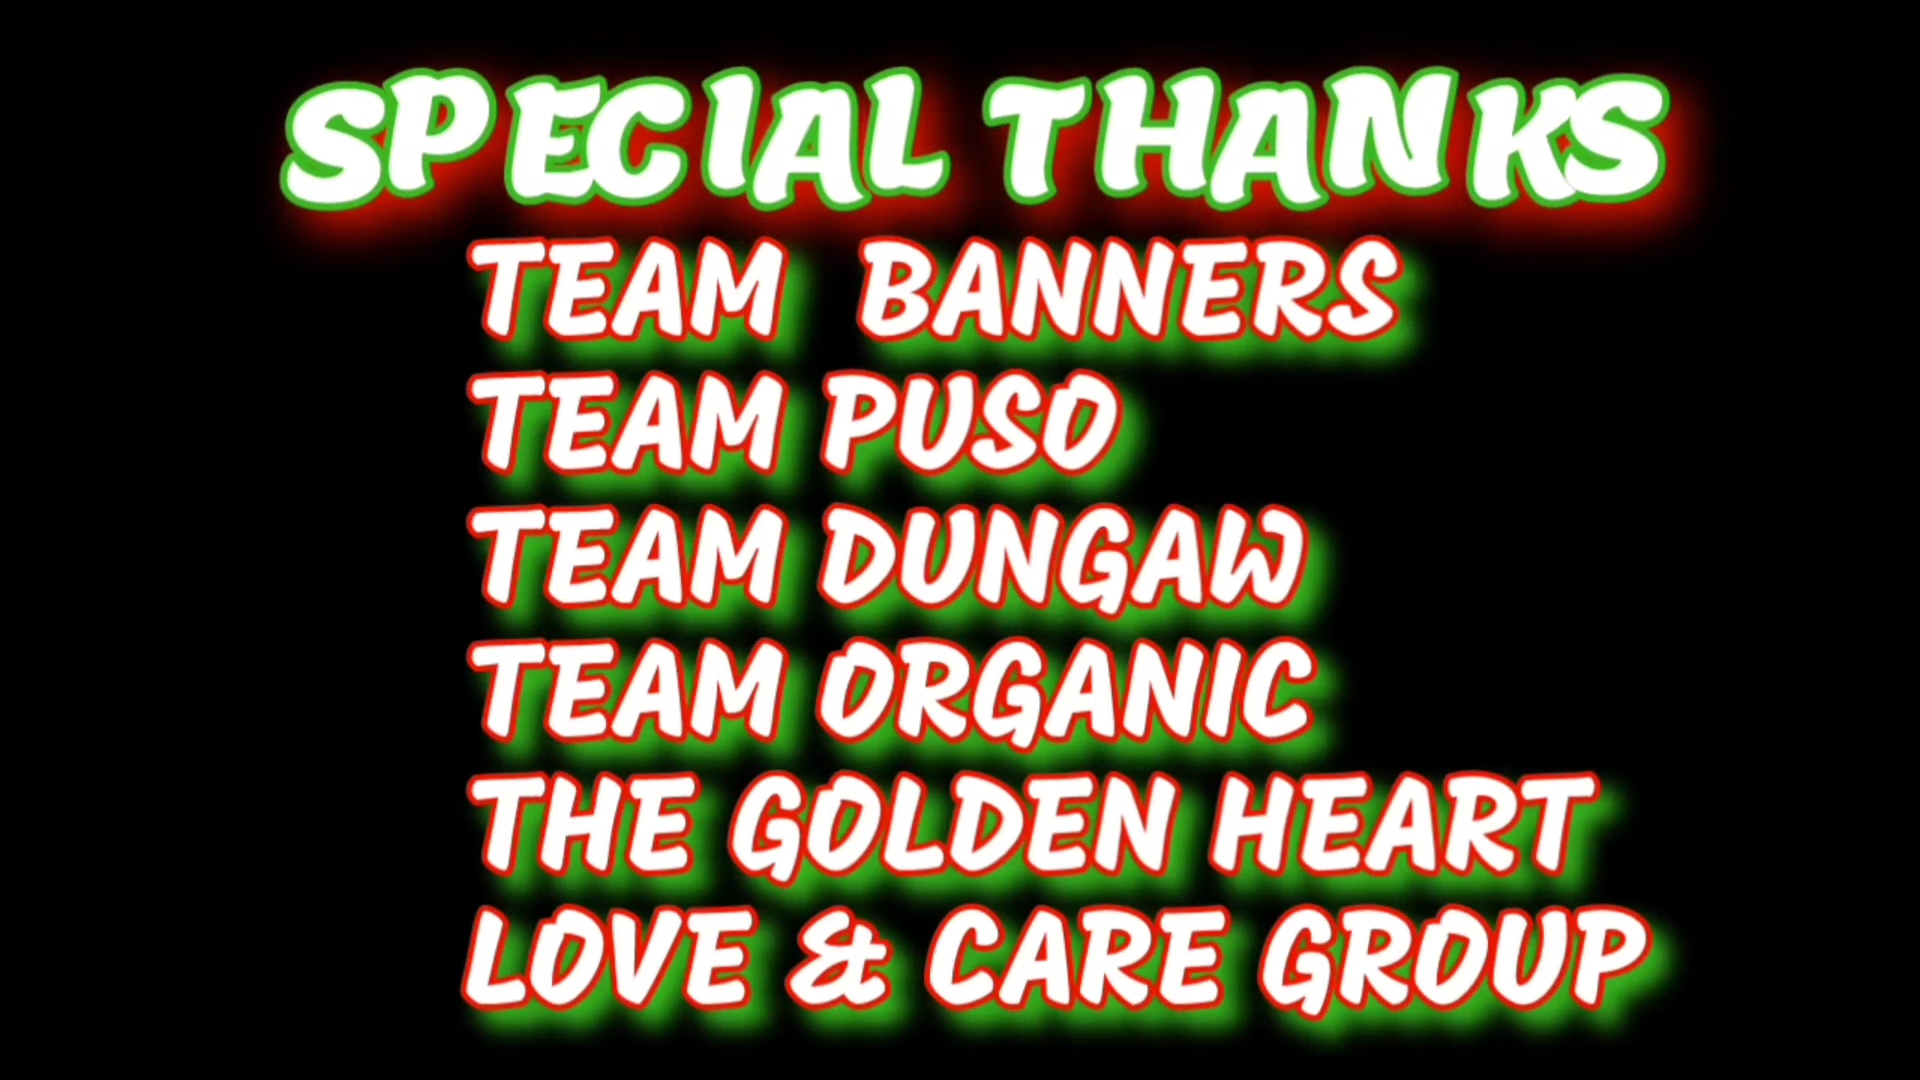 SPECIAL THANKS
TEAM BANNERS
TEAM PUSO
TEAM DUNGAW
TEAM ORGANIC
THE GOLDEN HEART
LOVE & CARE GROUP